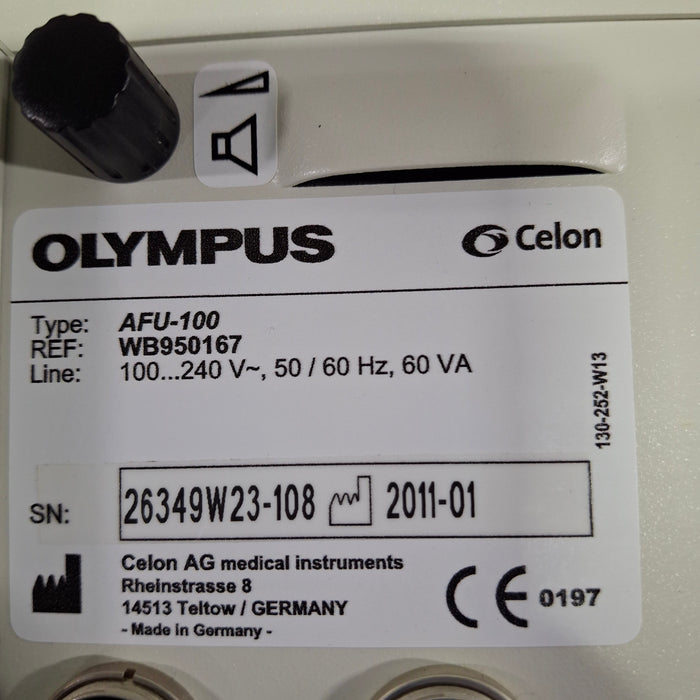 OLYMPUS
Celon
Type: AFU-100
REF: WB950167
Line: 100...240 V~, 50 / 60 Hz, 60 VA
130-252-W13
SN: 26349W23-108 2011-01
Celon AG medical instruments
Rheinstrasse 8
14513 Teltow / GERMANY
- Made in Germany -
CE 0197